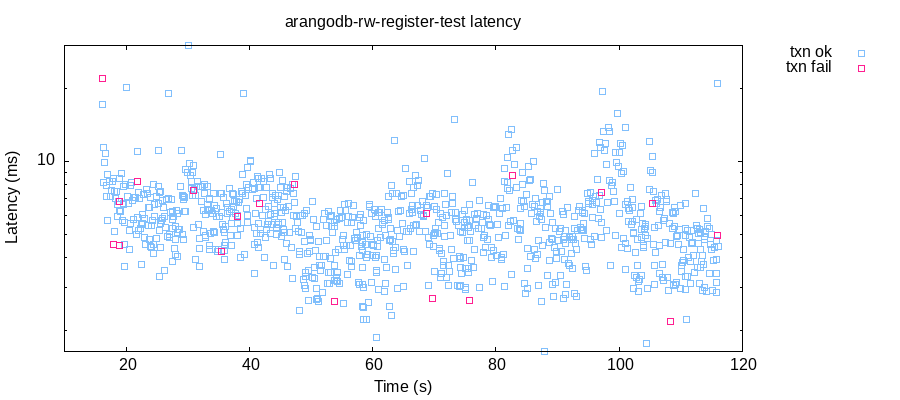 arangodb-rw-register-test latency
txn ok
txn fail
10
Latency (ms)
20 40 60 80 100 120
Time (s)